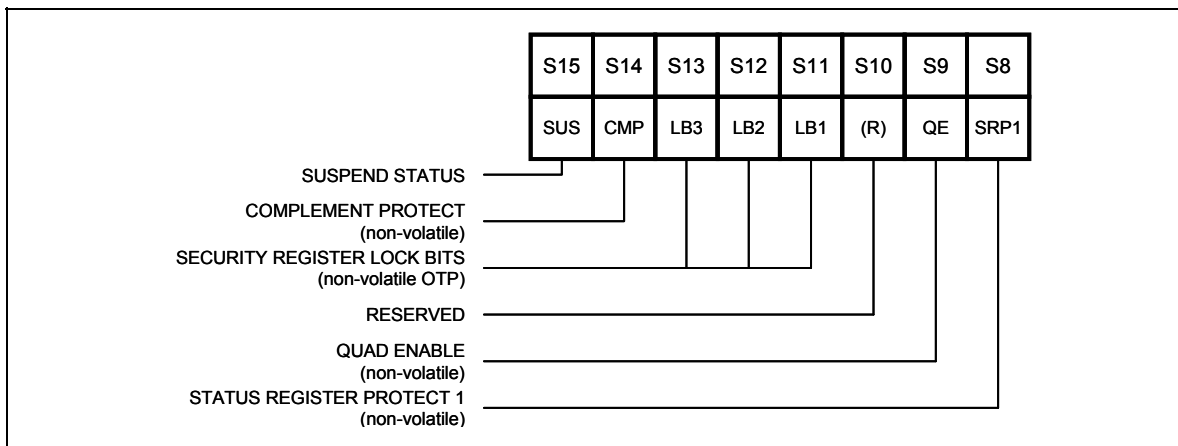 S15 S14 S13 S12 S11 S10 S9 S8
SUS CMP LB3 LB2 LB1 (R) QE SRP1
SUSPEND STATUS
COMPLEMENT PROTECT
(non-volatile)
SECURITY REGISTER LOCK BITS
(non-volatile OTP)
RESERVED
QUAD ENABLE
(non-volatile)
STATUS REGISTER PROTECT 1
(non-volatile)